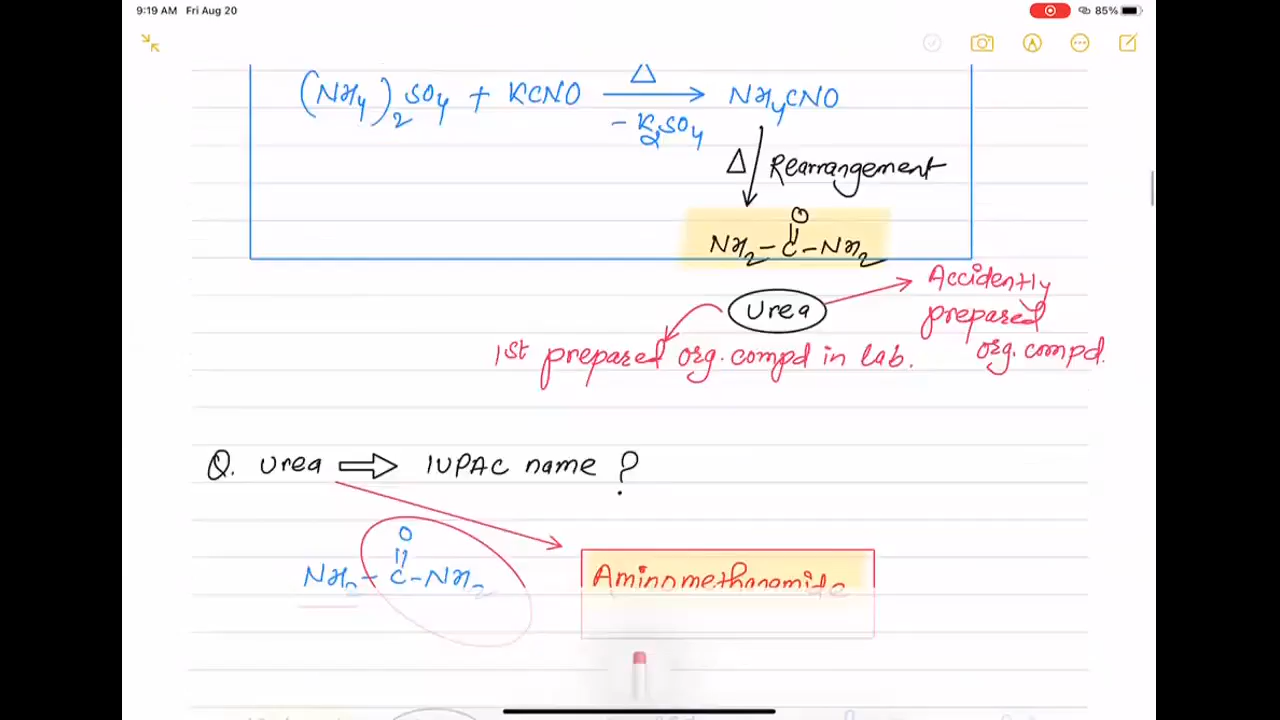 9:19 AM Fri Aug 20
85%
(NH4)2SO4 + KCNO Δ → NH4CNO
- K2SO4
Δ Rearrangement
O
NH2-C-NH2
Urea
Accidently
prepared
org. compd.
1st prepared org. compd in lab.
Q. Urea ⇒ IUPAC name ?
O
NH2-C-NH2
Aminomethanamide